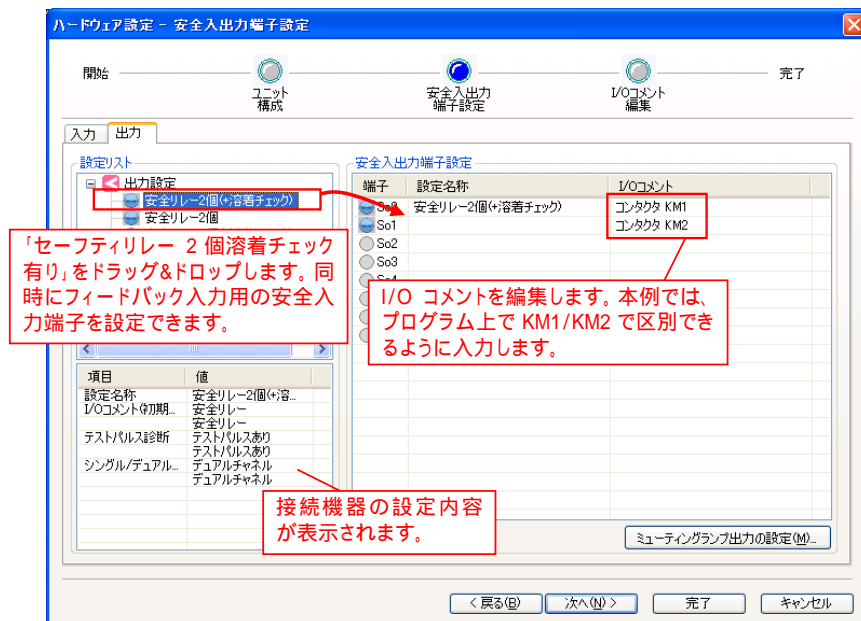 ハードウェア設定 - 安全入出力端子設定
開始
ユニット
構成
安全入出力
端子設定
I/Oコメント
編集
完了
入力
出力
設定リスト
出力設定
安全リレー2個(+溶着チェック)
安全リレー2個
「セーフティリレー 2 個溶着チェック
有り」をドラッグ&ドロップします。同
時にフィードバック入力用の安全入
力端子を設定できます。
項目 値
設定名称 安全リレー2個(+溶...
I/Oコメント(初期... 安全リレー
安全リレー
テストパルス診断 テストパルスあり
テストパルスあり
シングル/デュアル... デュアルチャネル
デュアルチャネル
接続機器の設定内容
が表示されます。
安全入出力端子設定
端子 設定名称 I/Oコメント
So0 安全リレー2個(+溶着チェック) コンタクタ KM1
So1 コンタクタ KM2
So2
So3
I/O コメントを編集します。本例では、
プログラム上で KM1/KM2 で区別でき
るように入力します。
ミューティングランプ出力の設定(M)...
< 戻る(B)
次へ(N) >
完了
キャンセル